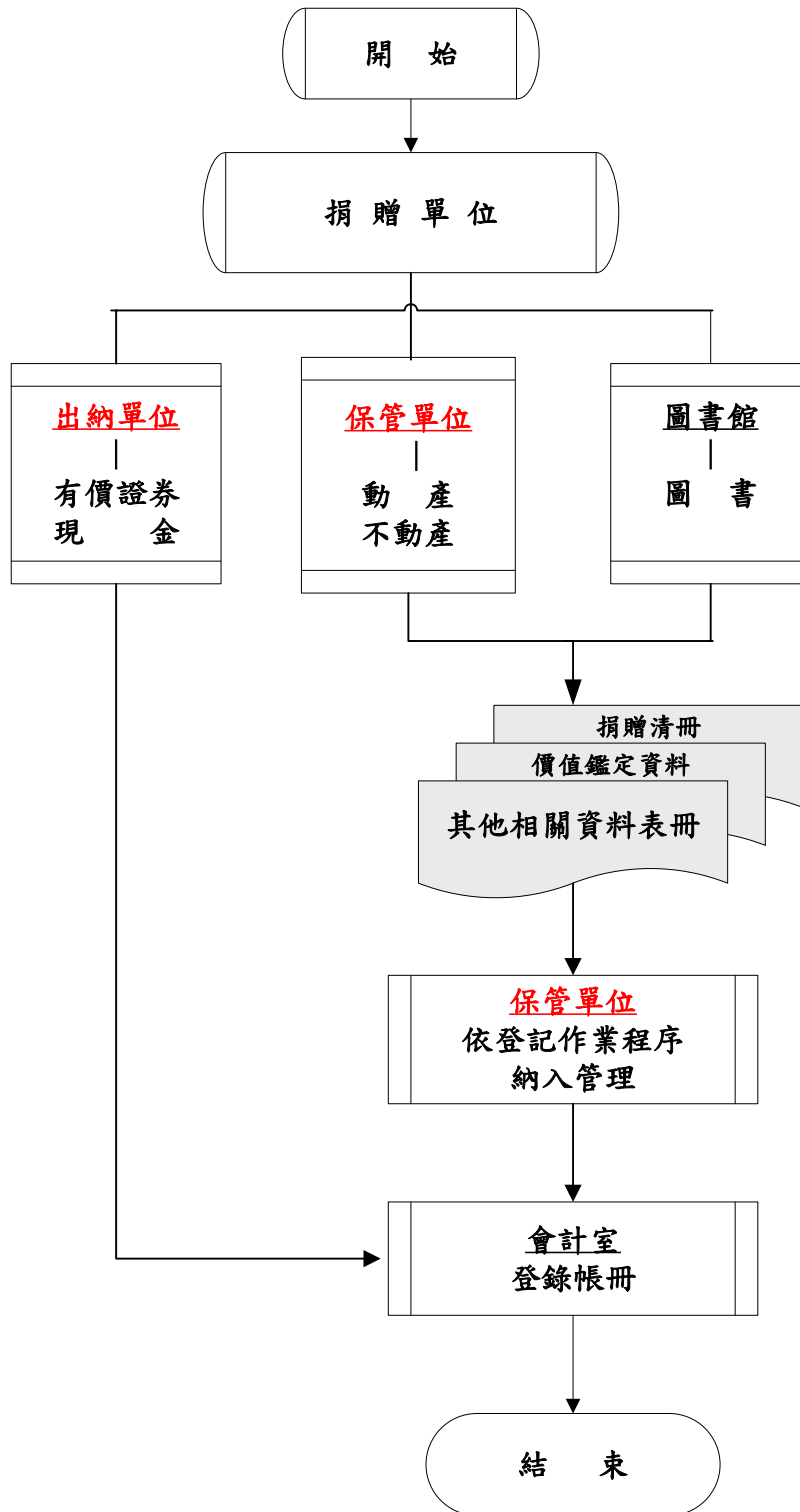 開 始
捐 贈 單 位
出納單位
有價證券
現 金
保管單位
動 產
不動產
圖書館
圖 書
捐贈清冊
價值鑑定資料
其他相關資料表冊
保管單位
依登記作業程序
納入管理
會計室
登錄帳冊
結 束